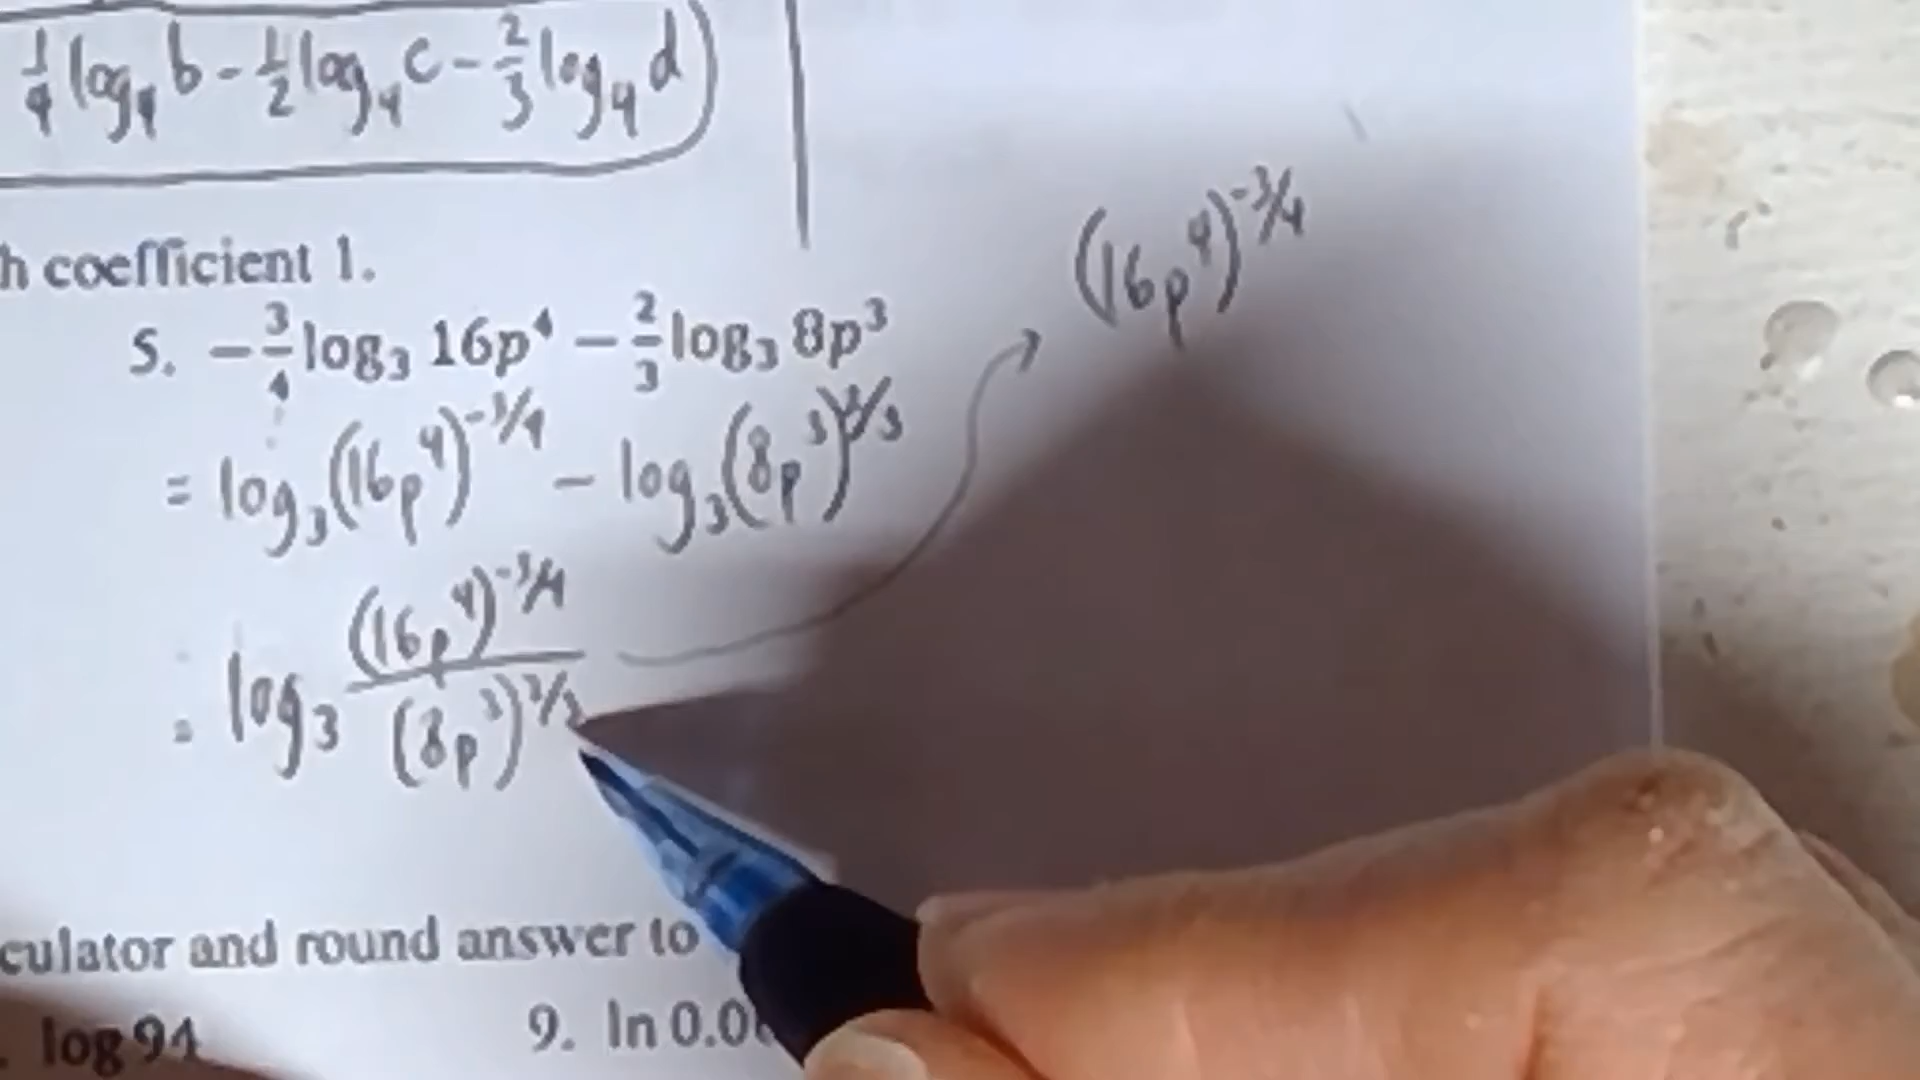 1/4 log₄ b - 1/2 log₄ c - 2/3 log₄ d
h coefficient 1.
(16p⁴)^-3/4
5. -3/4 log₃ 16p⁴ - 2/3 log₃ 8p³
= log₃(16p⁴)^-3/4 - log₃(8p³)^2/3
= log₃ (16p⁴)^-3/4 / (8p³)^2/3
culator and round answer to
. log 94
9. ln 0.0